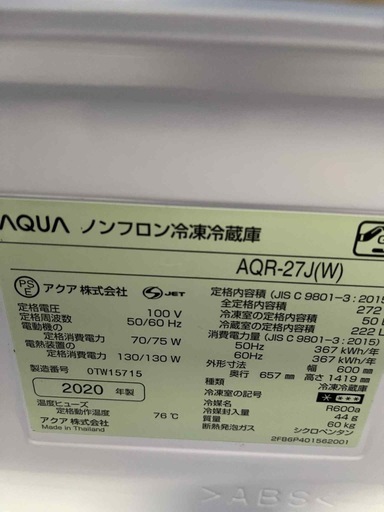 AQUA ノンフロン冷凍冷蔵庫
AQR-27J(W)
PS E アクア 株式会社 S JET
定格電圧 100 V
定格周波数 50/60 Hz
電動機の
定格消費電力 70/75 W
電熱装置の
定格消費電力 130/130 W
製造番号 0TW15715
2020 年製
温度ヒューズ
定格動作温度 76℃
アクア 株式会社
Made in Thailand
定格内容積 (JIS C 9801-3:2015
全定格内容積 272
冷凍室の定格内容積 50 L
冷蔵室の定格内容積 222 L
消費電力量 (JIS C 9801-3:2015)
50Hz 367 kWh/年
60Hz 367 kWh/年
外形寸法 幅 600 ㎜
奥行 657 ㎜ 高さ 1419 ㎜
種類 冷凍冷蔵庫
冷凍室の記号 ****
冷媒名 R600a
冷媒封入量 44 g
質量 60 kg
断熱発泡ガス シクロペンタン
2FB6P401562001
>ABS<